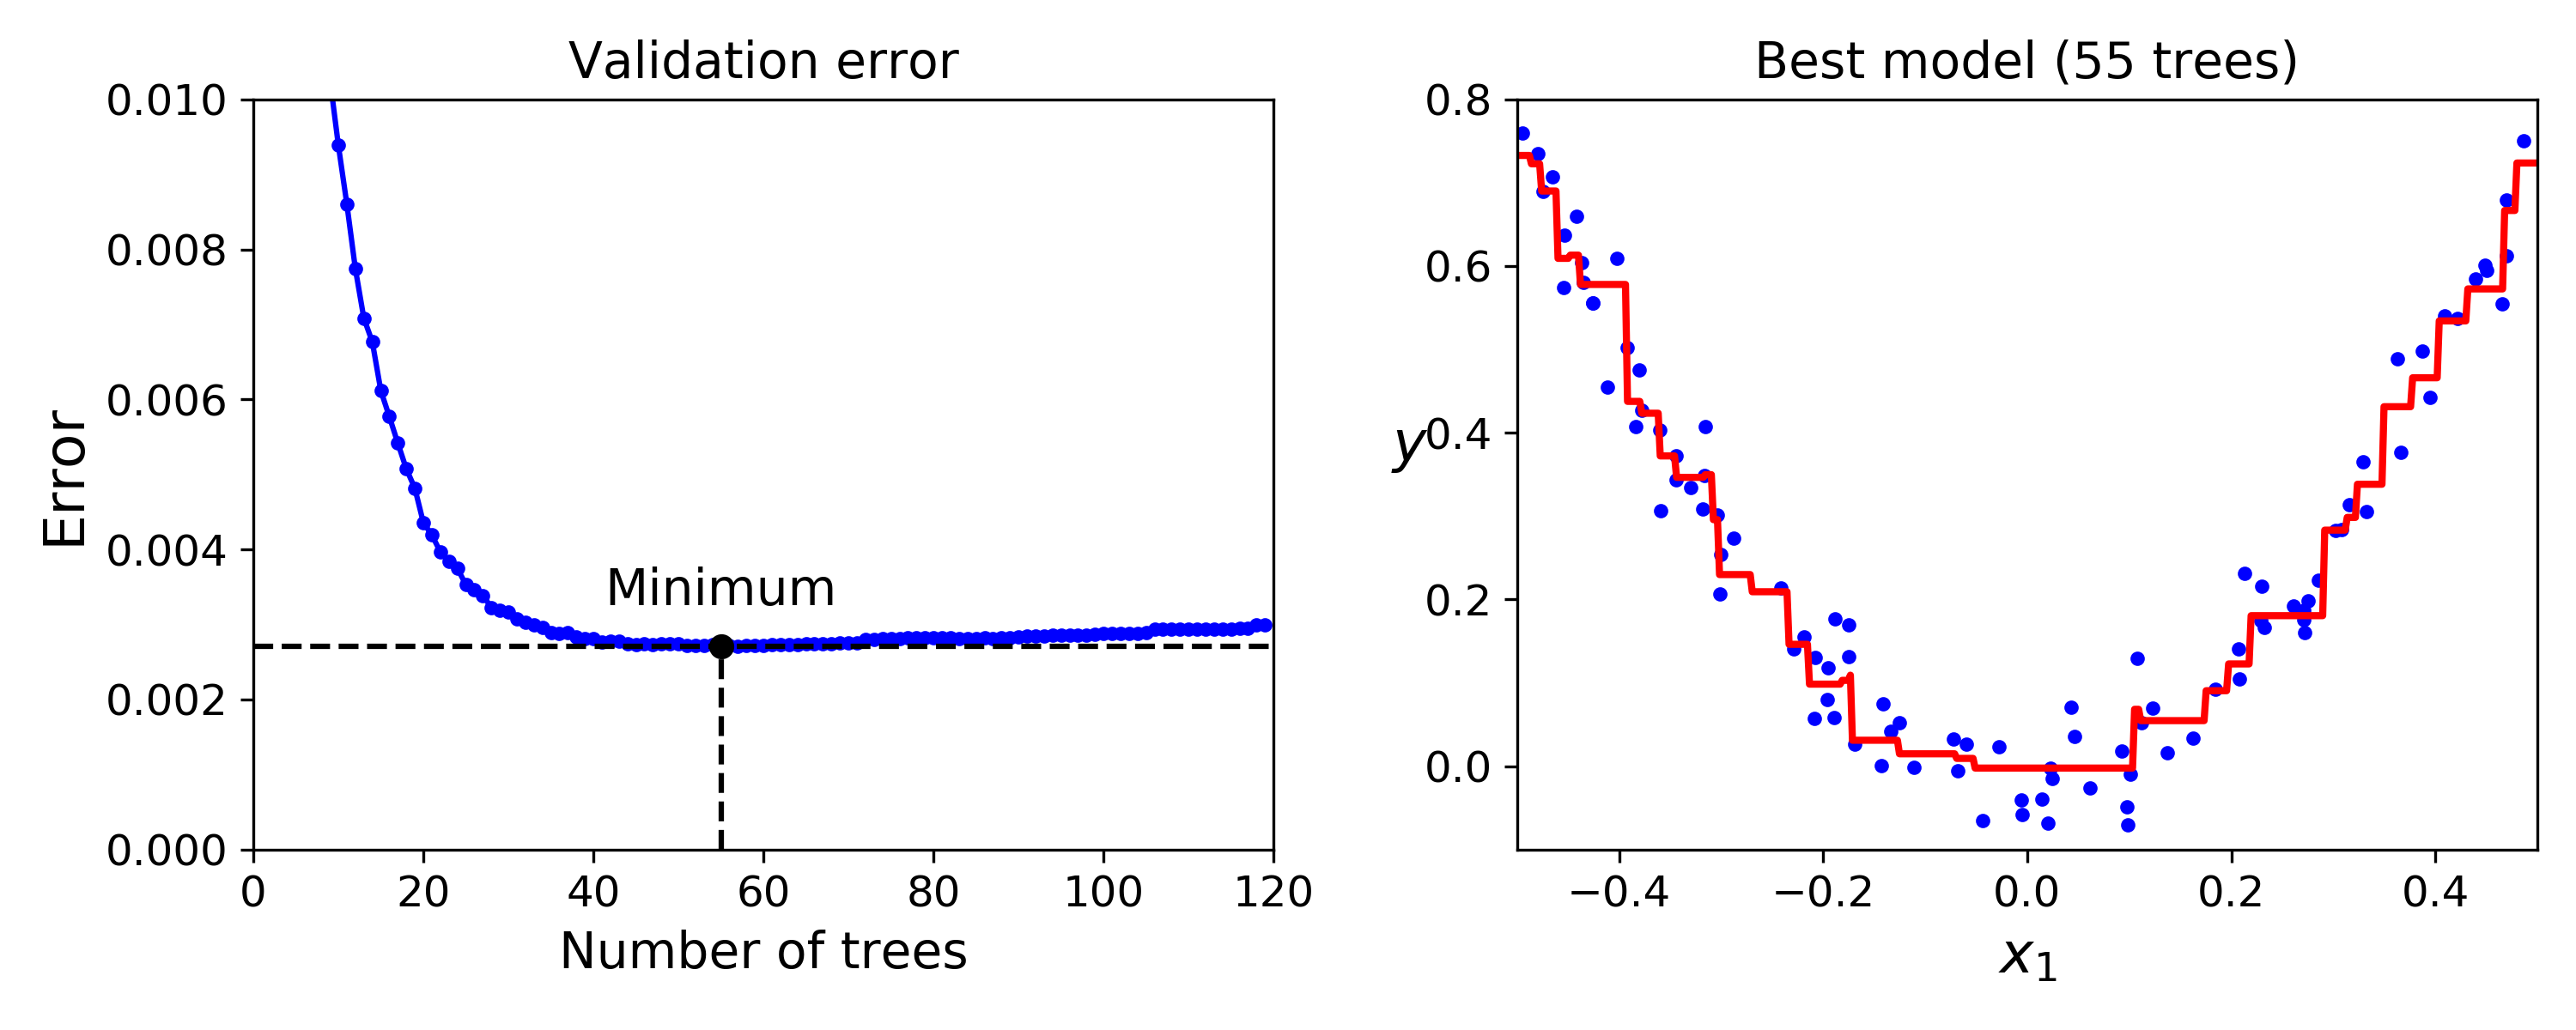 Validation error
0.010
0.008
0.006
0.004
0.002
0.000
Error
Minimum
0 20 40 60 80 100 120
Number of trees
Best model (55 trees)
0.8
0.6
0.4
0.2
0.0
y
−0.4 −0.2 0.0 0.2 0.4
x₁